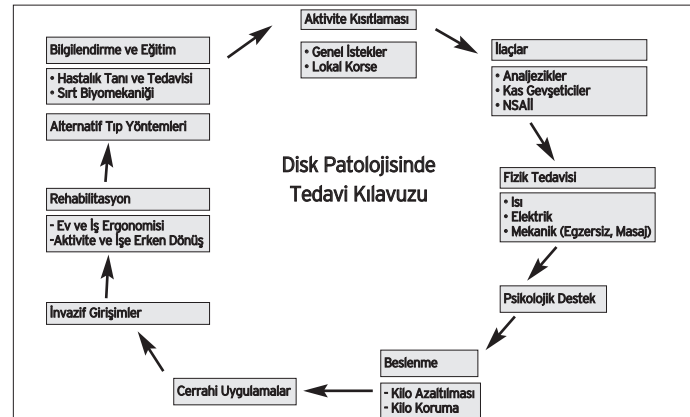 Aktivite Kısıtlaması
• Genel İstekler
• Lokal Korse
İlaçlar
• Analjezikler
• Kas Gevşeticiler
• NSAİİ
Fizik Tedavisi
• Isı
• Elektrik
• Mekanik (Egzersiz, Masaj)
Psikolojik Destek
Beslenme
- Kilo Azaltılması
- Kilo Koruma
Cerrahi Uygulamalar
İnvazif Girişimler
Rehabilitasyon
- Ev ve İş Ergonomisi
-Aktivite ve İşe Erken Dönüş
Alternatif Tıp Yöntemleri
Bilgilendirme ve Eğitim
• Hastalık Tanı ve Tedavisi
• Sırt Biyomekaniği
Disk Patolojisinde
Tedavi Kılavuzu